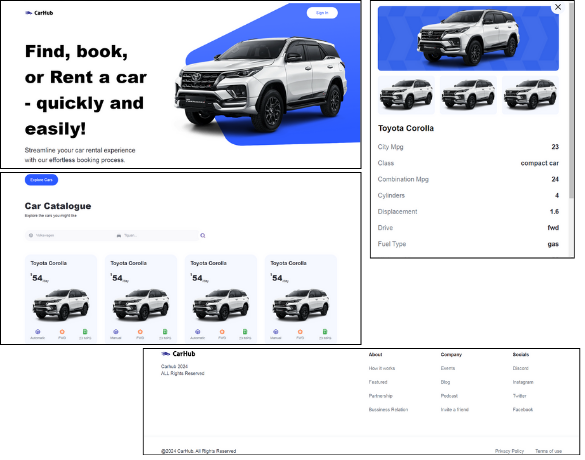 CarHub
Sign In
Find, book,
or Rent a car
- quickly and
easily!
Streamline yoour car rental experience
with our effortless booking process.
Explore Cars
Car Catalogue
Explore the cars you might like
Volkswagen
Tiguan...
Toyota Corolla
Toyota Corolla
Toyota Corolla
Toyota Corolla
$54/day
$54/day
$54/day
$54/day
Automatic
FWD
23 MPG
Manual
FWD
23 MPG
Automatic
FWD
23 MPG
Manual
FWD
23 MPG
Toyota Corolla
City Mpg 23
Class compact car
Combination Mpg 24
Cylinders 4
Displacement 1.6
Drive fwd
Fuel Type gas
CarHub
Carhub 2024
ALL Rights Reserved
About
How it works
Featured
Partnership
Bussiness Relation
Company
Events
Blog
Podcast
Invite a friend
Socials
Discord
Instagram
Twitter
Facebook
@2024 CarHub. All Rights Reserved
Privacy Policy
Terms of use